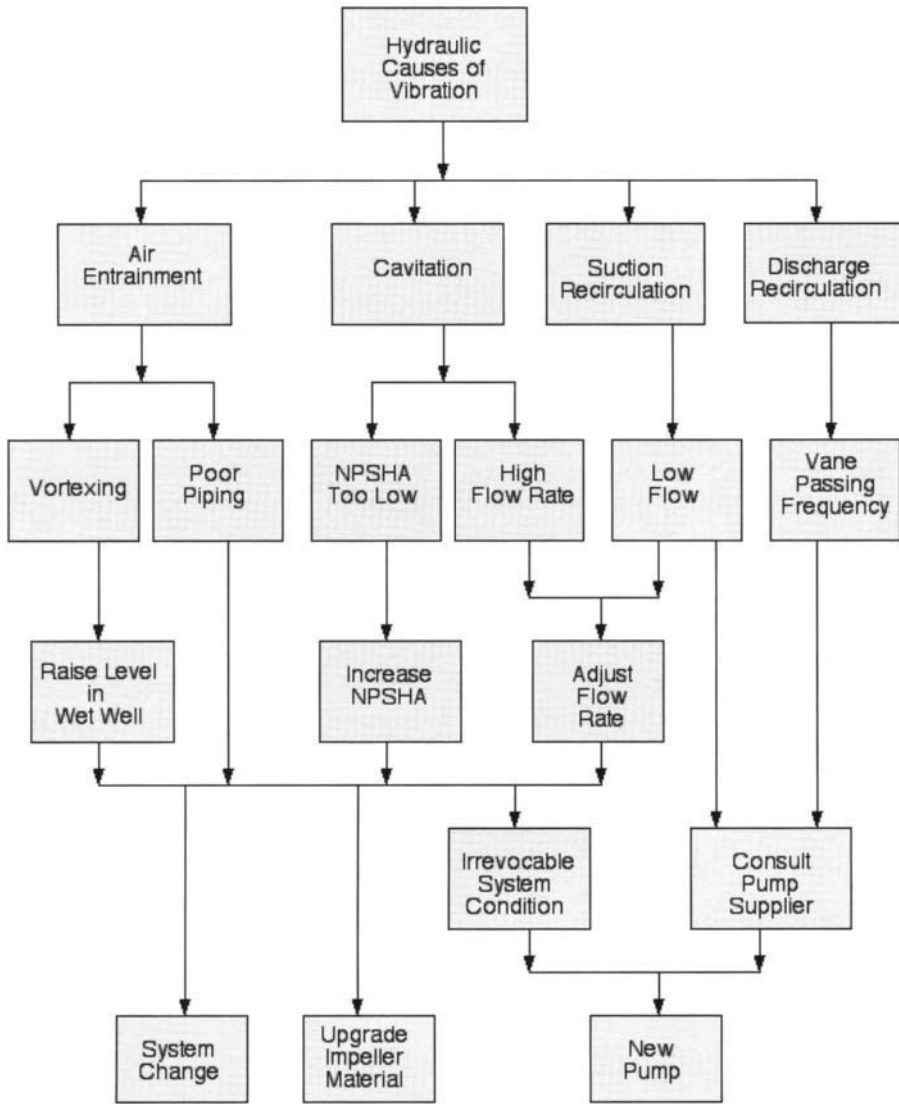 Hydraulic
Causes of
Vibration
Air
Entrainment
Cavitation
Suction
Recirculation
Discharge
Recirculation
Vortexing
Poor
Piping
NPSHA
Too Low
High
Flow Rate
Low
Flow
Vane
Passing
Frequency
Raise Level
in
Wet Well
Increase
NPSHA
Adjust
Flow
Rate
Irrevocable
System
Condition
Consult
Pump
Supplier
System
Change
Upgrade
Impeller
Material
New
Pump